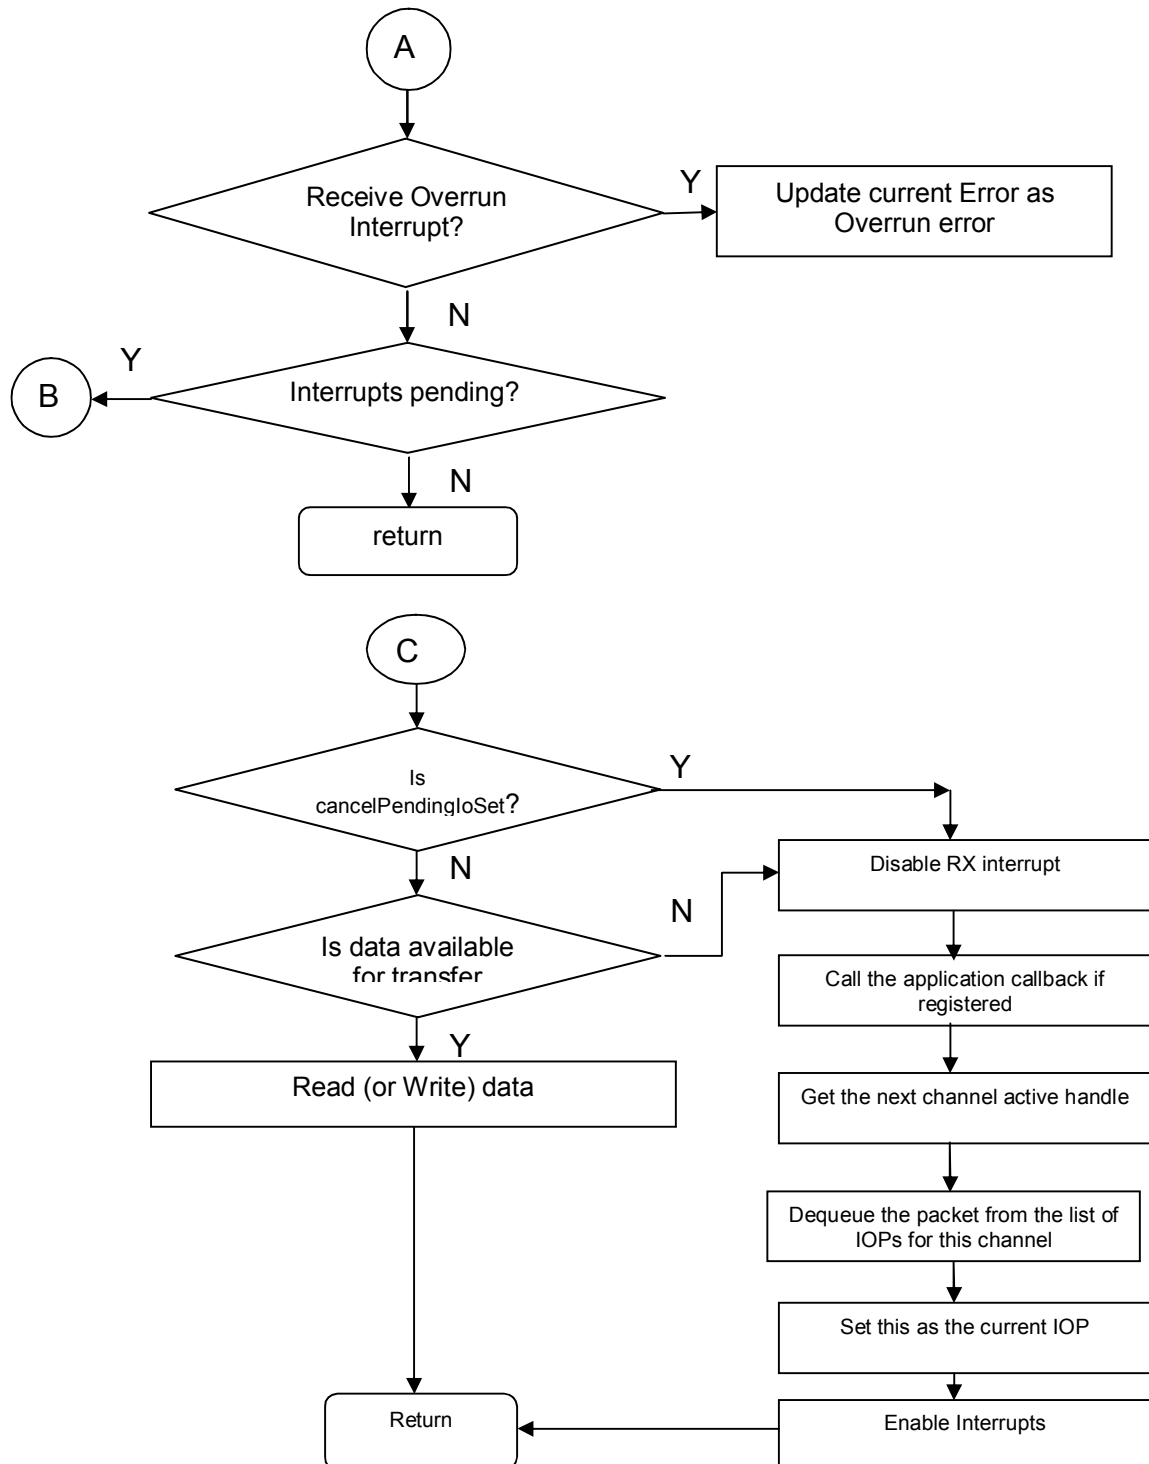 A
Receive Overrun
Interrupt?
Y
Update current Error as
Overrun error
N
Y
B
Interrupts pending?
N
return
C
Is
cancelPendingIoSet?
Y
N
Disable RX interrupt
N
Is data available
for transfer
Call the application callback if
registered
Y
Read (or Write) data
Get the next channel active handle
Dequeue the packet from the list of
IOPs for this channel
Set this as the current IOP
Return
Enable Interrupts